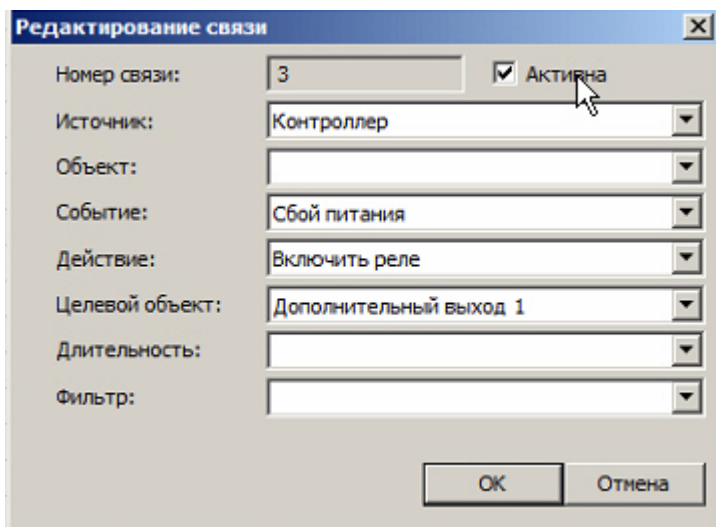 Редактирование связи
Номер связи: 3 Активна
Источник: Контроллер
Объект:
Событие: Сбой питания
Действие: Включить реле
Целевой объект: Дополнительный выход 1
Длительность:
Фильтр:
OK Отмена